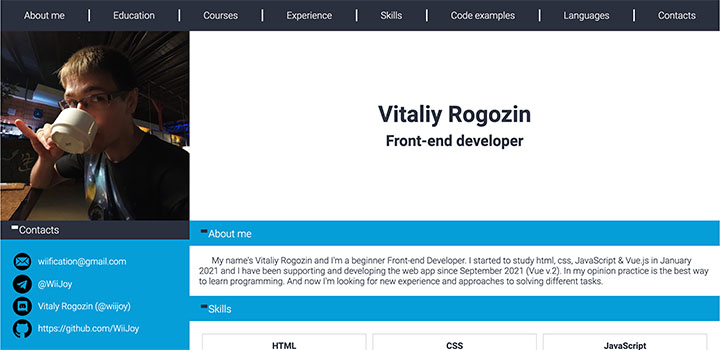 About me
Education
Courses
Experience
Skills
Code examples
Languages
Contacts
Vitaliy Rogozin
Front-end developer
Contacts
wiification@gmail.com
@WiiJoy
Vitaly Rogozin (@wiijoy)
https://github.com/WiiJoy
About me
My name's Vitaliy Rogozin and I'm a beginner Front-end Developer. I started to study html, css, JavaScript & Vue.js in January
2021 and I have been supporting and developing the web app since September 2021 (Vue v.2). In my opinion practice is the best way
to learn programming. And now I'm looking for new experience and approaches to solving different tasks.
Skills
HTML
CSS
JavaScript